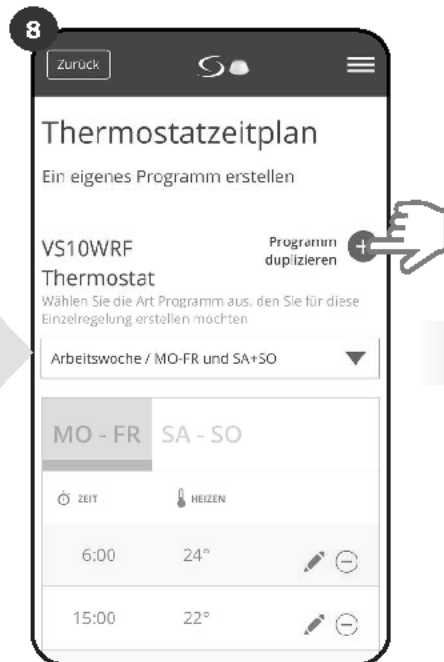 8
Zurück
Thermostatzeitplan
Ein eigenes Programm erstellen
VS10WRF
Thermostat
Programm
duplizieren
Wählen Sie die Art Programm aus, den Sie für diese
Einzelregelung erstellen möchten
Arbeitswoche / MO-FR und SA+SO
MO - FR SA - SO
ZEIT HEIZEN
6:00 24°
15:00 22°